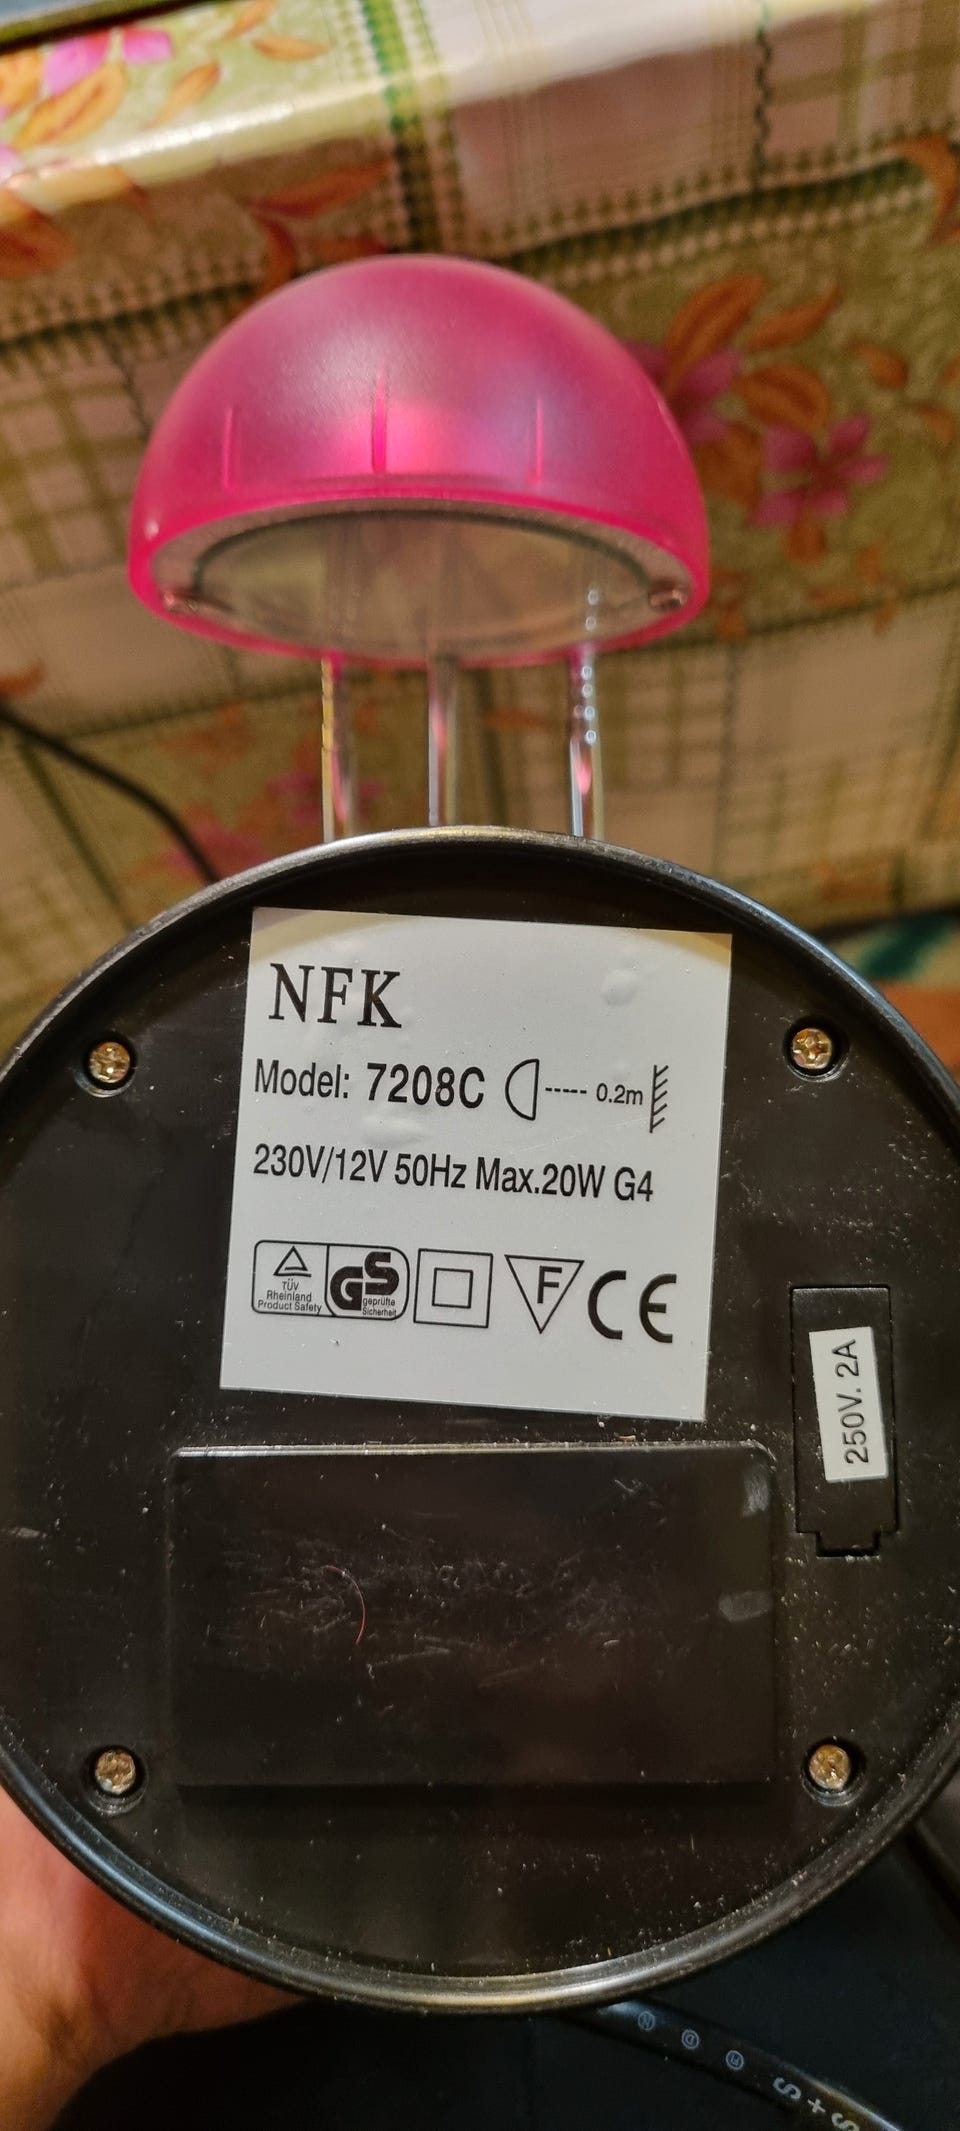 NFK
Model: 7208C 0.2m
230V/12V 50Hz Max.20W G4
TÜV
Rheinland
Product Safety
GS
geprüfte
Sicherheit
F
CE
250V. 2A
N
D
FI
S+S